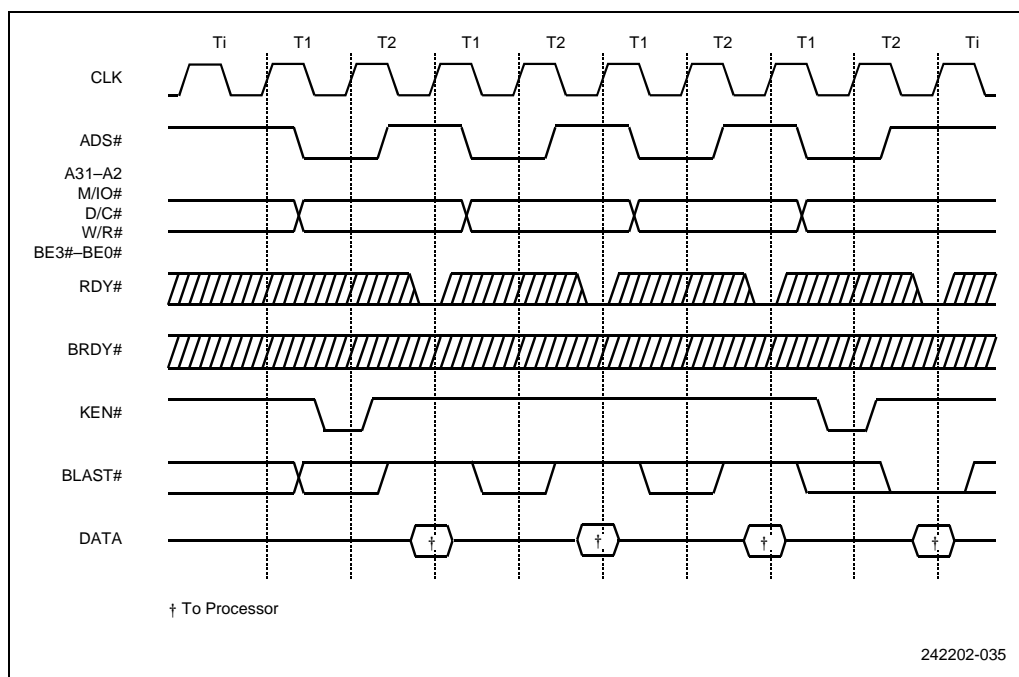 Ti T1 T2 T1 T2 T1 T2 T1 T2 Ti
CLK
ADS#
A31–A2
M/IO#
D/C#
W/R#
BE3#–BE0#
RDY#
BRDY#
KEN#
BLAST#
DATA
† † † †
† To Processor
242202-035